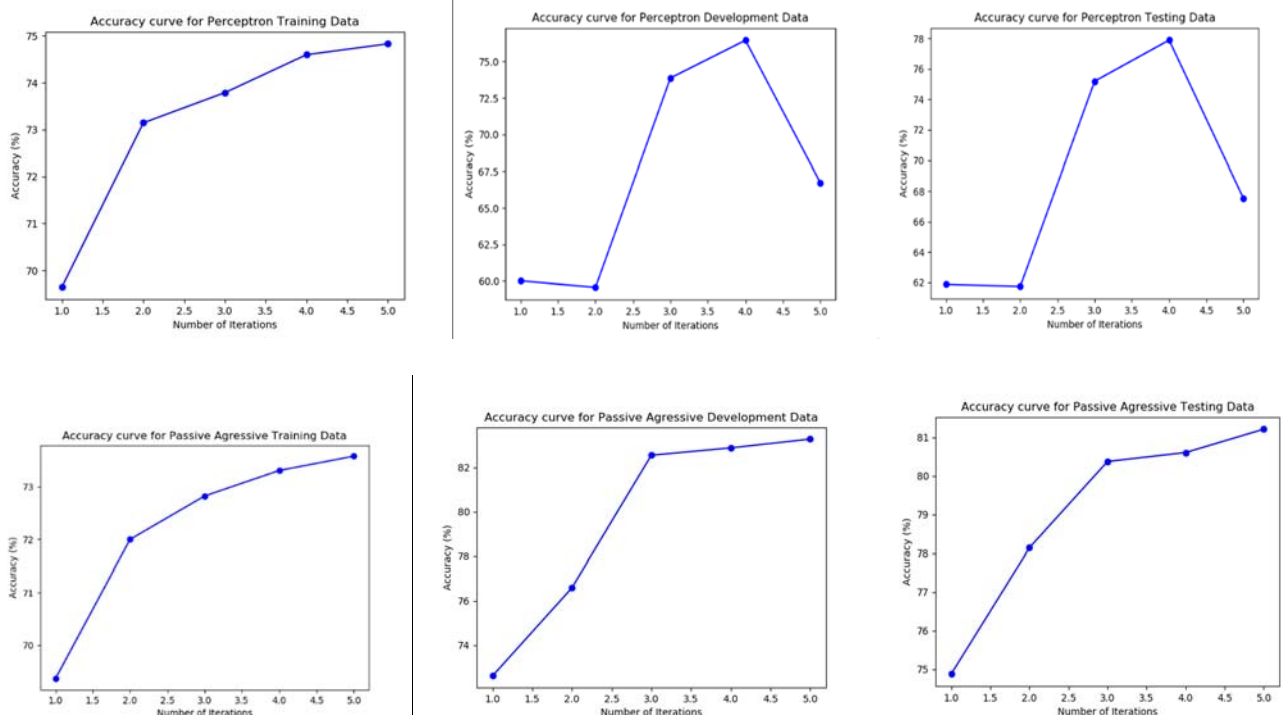 Accuracy curve for Perceptron Training Data
75
74
73
72
71
70
Accuracy (%)
1.0 1.5 2.0 2.5 3.0 3.5 4.0 4.5 5.0
Number of Iterations
Accuracy curve for Perceptron Development Data
75.0
72.5
70.0
67.5
65.0
62.5
60.0
Accuracy (%)
1.0 1.5 2.0 2.5 3.0 3.5 4.0 4.5 5.0
Number of Iterations
Accuracy curve for Perceptron Testing Data
78
76
74
72
70
68
66
64
62
Accuracy (%)
1.0 1.5 2.0 2.5 3.0 3.5 4.0 4.5 5.0
Number of Iterations
Accuracy curve for Passive Agressive Training Data
73
72
71
70
Accuracy (%)
1.0 1.5 2.0 2.5 3.0 3.5 4.0 4.5 5.0
Number of Iterations
Accuracy curve for Passive Agressive Development Data
82
80
78
76
74
Accuracy (%)
1.0 1.5 2.0 2.5 3.0 3.5 4.0 4.5 5.0
Number of Iterations
Accuracy curve for Passive Agressive Testing Data
81
80
79
78
77
76
75
Accuracy (%)
1.0 1.5 2.0 2.5 3.0 3.5 4.0 4.5 5.0
Number of Iterations